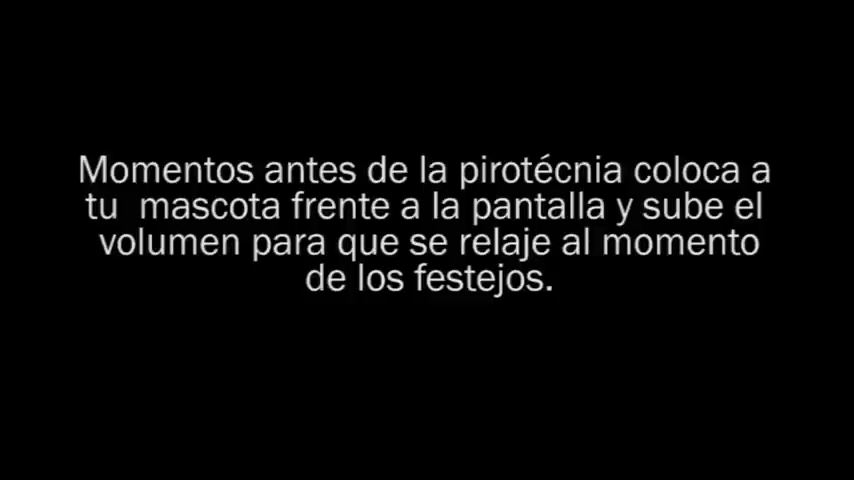 Momentos antes de la pirotécnia coloca a
tu  mascota frente a la pantalla y sube el
volumen para que se relaje al momento
de los festejos.